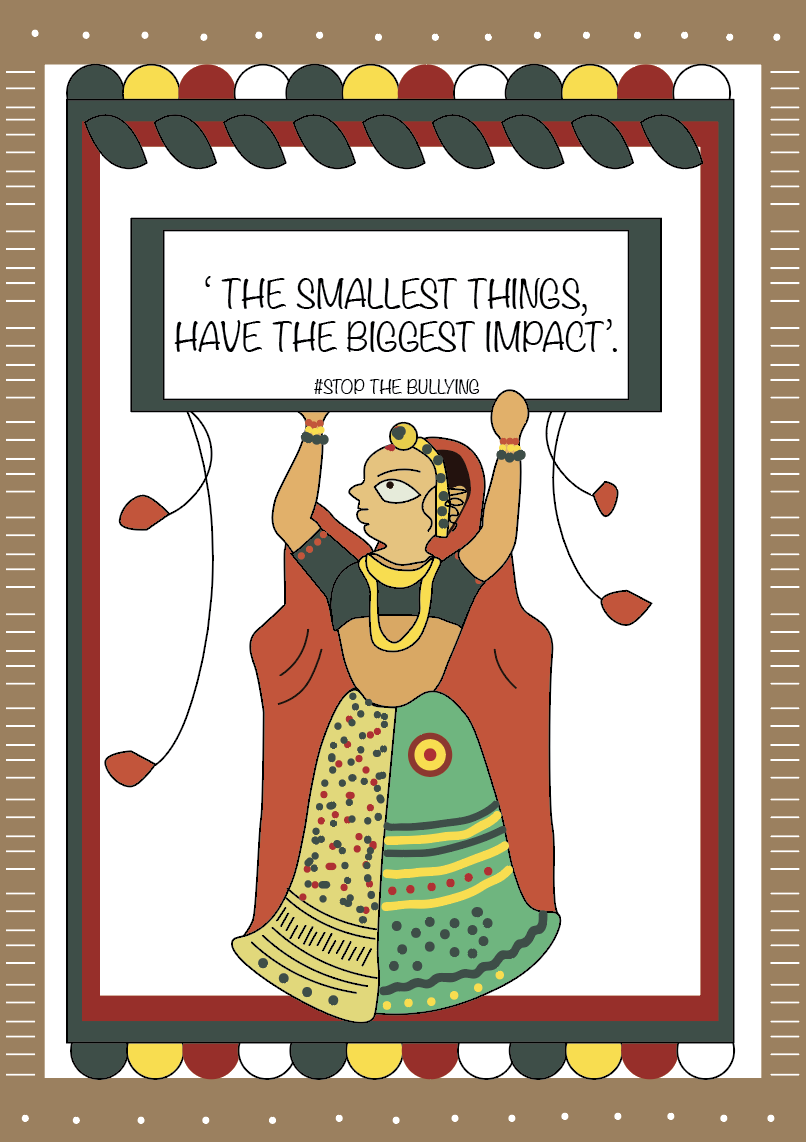 ‘ THE SMALLEST THINGS,
HAVE THE BIGGEST IMPACT’.
#STOP THE BULLYING